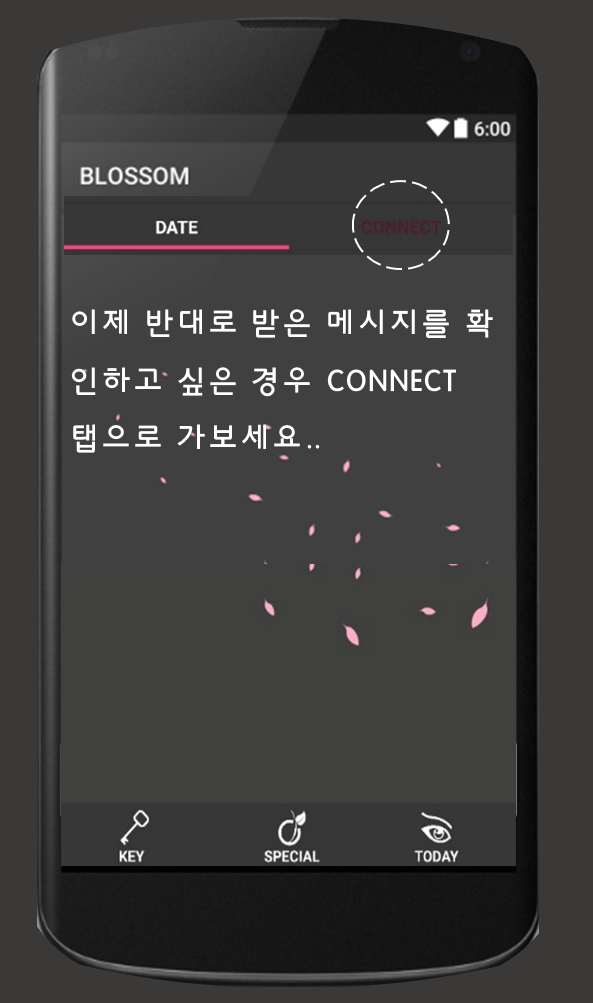 6:00
BLOSSOM
DATE
CONNECT
이제 반대로 받은 메시지를 확
인하고 싶은 경우 CONNECT
탭으로 가보세요..
KEY
SPECIAL
TODAY